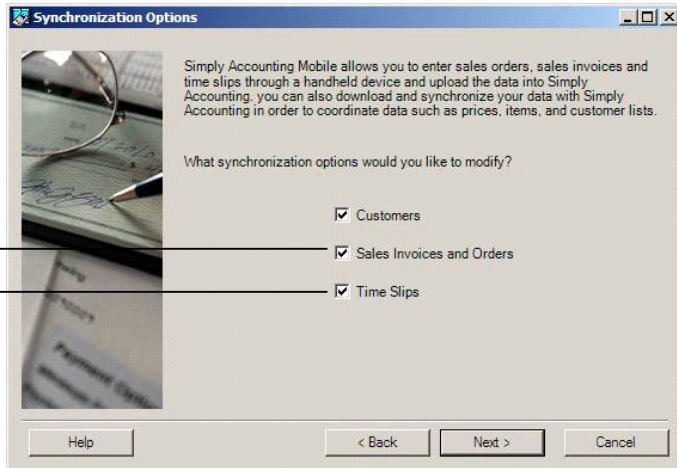 Synchronization Options
Simply Accounting Mobile allows you to enter sales orders, sales invoices and
time slips through a handheld device and upload the data into Simply
Accounting. you can also download and synchronize your data with Simply
Accounting in order to coordinate data such as prices, items, and customer lists.
What synchronization options would you like to modify?
Customers
Sales Invoices and Orders
Time Slips
Help
< Back
Next >
Cancel